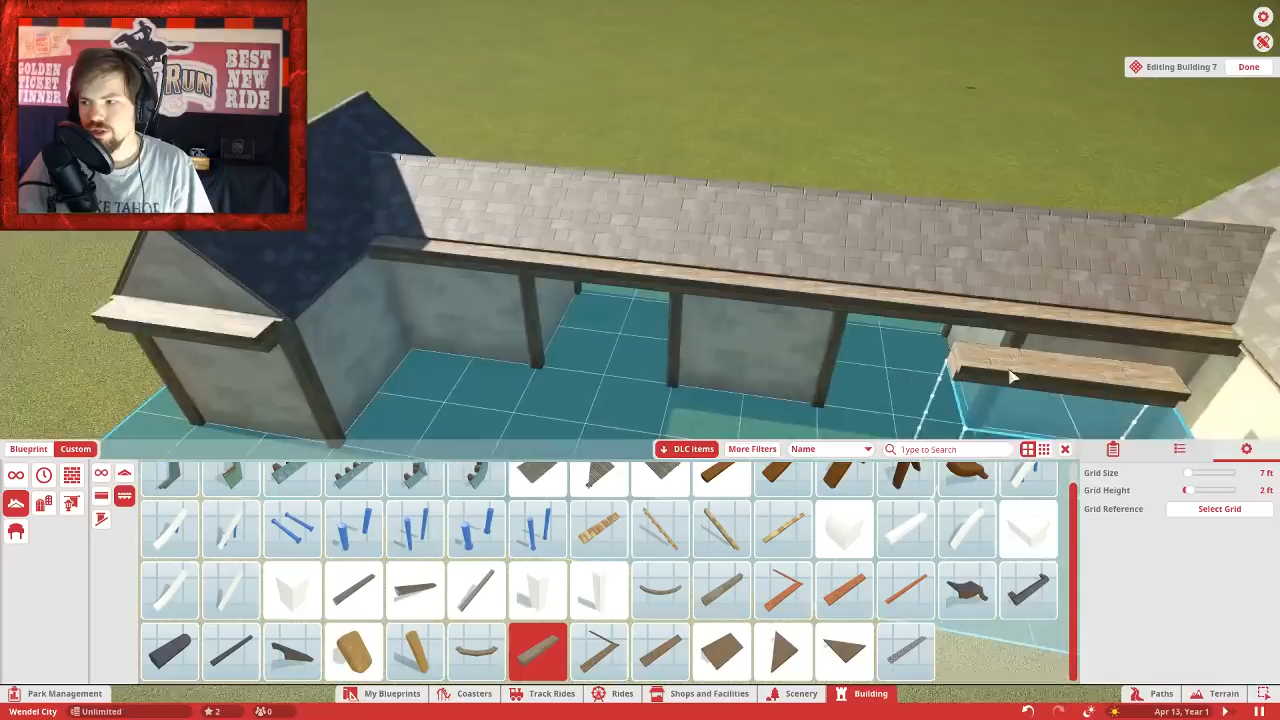 GOLDEN
TICKET
WINNER
RUN
BEST
NEW
RIDE
KE TAHOE
Editing Building 7
Done
Blueprint
Custom
DLC Items
More Filters
Name
Type to Search
Grid Size
7 ft
Grid Height
2 ft
Grid Reference
Select Grid
Park Management
My Blueprints
Coasters
Track Rides
Rides
Shops and Facilities
Scenery
Building
Paths
Terrain
Wendel City
Unlimited
2
0
Apr 13, Year 1